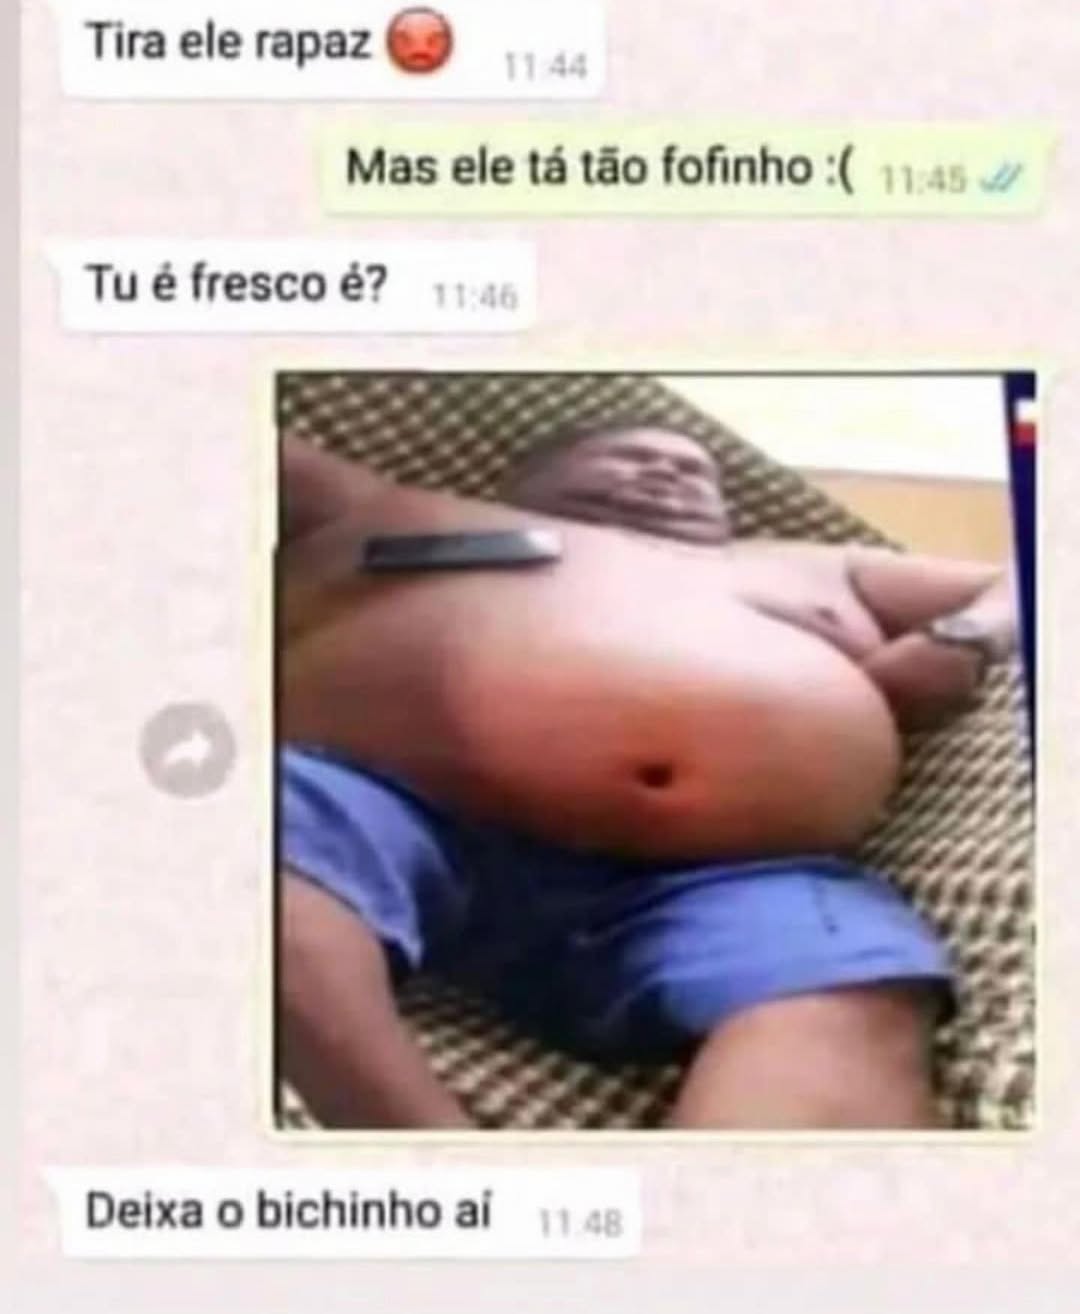 Tira ele rapaz 😡 11:44
Mas ele tá tão fofinho :( 11:45
Tu é fresco é? 11:46
Deixa o bichinho aí 11:48